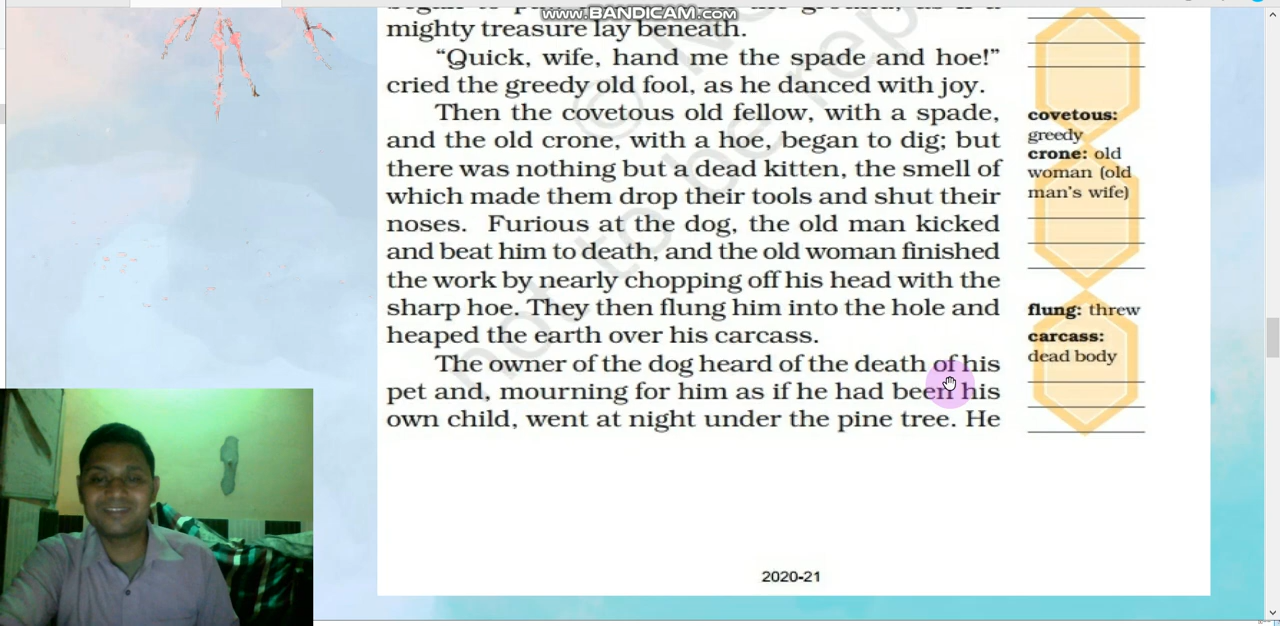 www.BANDICAM.com
mighty treasure lay beneath.
“Quick, wife, hand me the spade and hoe!”
cried the greedy old fool, as he danced with joy.
Then the covetous old fellow, with a spade,
and the old crone, with a hoe, began to dig; but
there was nothing but a dead kitten, the smell of
which made them drop their tools and shut their
noses. Furious at the dog, the old man kicked
and beat him to death, and the old woman finished
the work by nearly chopping off his head with the
sharp hoe. They then flung him into the hole and
heaped the earth over his carcass.
The owner of the dog heard of the death of his
pet and, mourning for him as if he had been his
own child, went at night under the pine tree. He
covetous:
greedy
crone: old
woman (old
man’s wife)
flung: threw
carcass:
dead body
not to be rep
2020-21